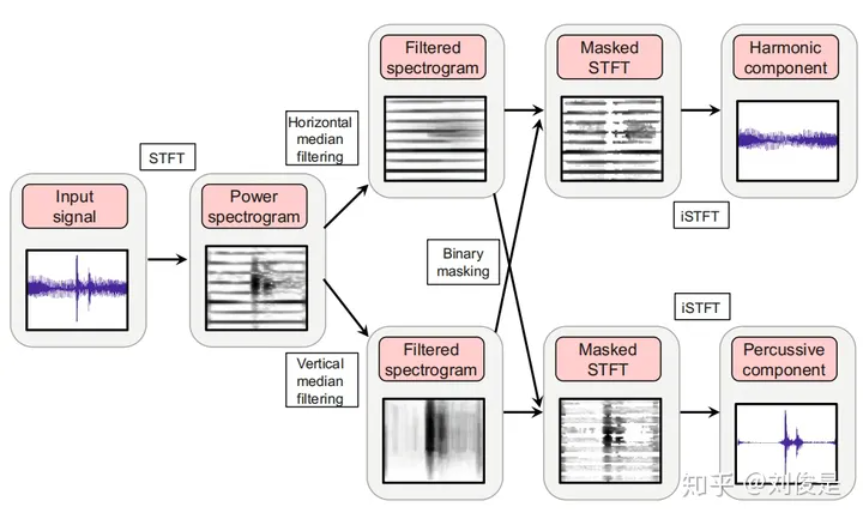 Input
signal
STFT
Power
spectrogram
Horizontal
median
filtering
Filtered
spectrogram
Masked
STFT
Harmonic
component
iSTFT
Binary
masking
Vertical
median
filtering
Filtered
spectrogram
Masked
STFT
iSTFT
Percussive
component
知乎 @刘俊是